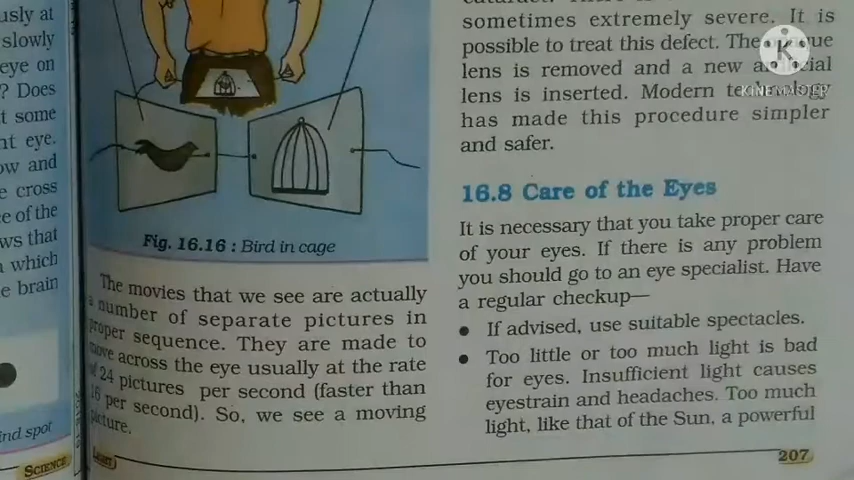 usly at
slowly
eye on
? Does
t some
ht eye.
ow and
e cross
e of the
ws that
which
e brain
ind spot
SCIENCE
Fig. 16.16 : Bird in cage
The movies that we see are actually
a number of separate pictures in
proper sequence. They are made to
move across the eye usually at the rate
of 24 pictures per second (faster than
16 per second). So, we see a moving
picture.
LIGHT
sometimes extremely severe. It is
possible to treat this defect. The
lens is removed and a new
lens is inserted. Modern technology
has made this procedure simpler
and safer.
16.8 Care of the Eyes
It is necessary that you take proper care
of your eyes. If there is any problem
you should go to an eye specialist. Have
a regular checkup—
● If advised, use suitable spectacles.
● Too little or too much light is bad
for eyes. Insufficient light causes
eyestrain and headaches. Too much
light, like that of the Sun, a powerful
207
KINEMASTER